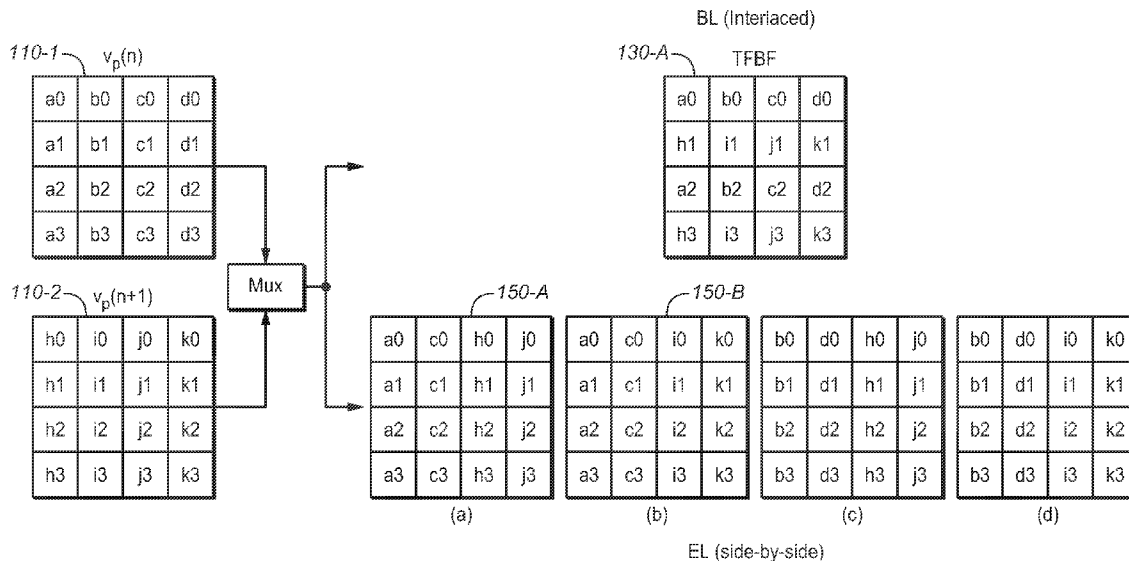 BL (Interlaced)
110-1
v_p(n)
130-A
TFBF
a0 b0 c0 d0
a1 b1 c1 d1
a2 b2 c2 d2
a3 b3 c3 d3
a0 b0 c0 d0
h1 i1 j1 k1
a2 b2 c2 d2
h3 i3 j3 k3
Mux
110-2
v_p(n+1)
150-A
150-B
h0 i0 j0 k0
h1 i1 j1 k1
h2 i2 j2 k2
h3 i3 j3 k3
a0 c0 h0 j0
a1 c1 h1 j1
a2 c2 h2 j2
a3 c3 h3 j3
(a)
a0 c0 i0 k0
a1 c1 i1 k1
a2 c2 i2 k2
a3 c3 i3 k3
(b)
b0 d0 h0 j0
b1 d1 h1 j1
b2 d2 h2 j2
b3 d3 h3 j3
(c)
b0 d0 i0 k0
b1 d1 i1 k1
b2 d2 i2 k2
b3 d3 i3 k3
(d)
EL (side-by-side)